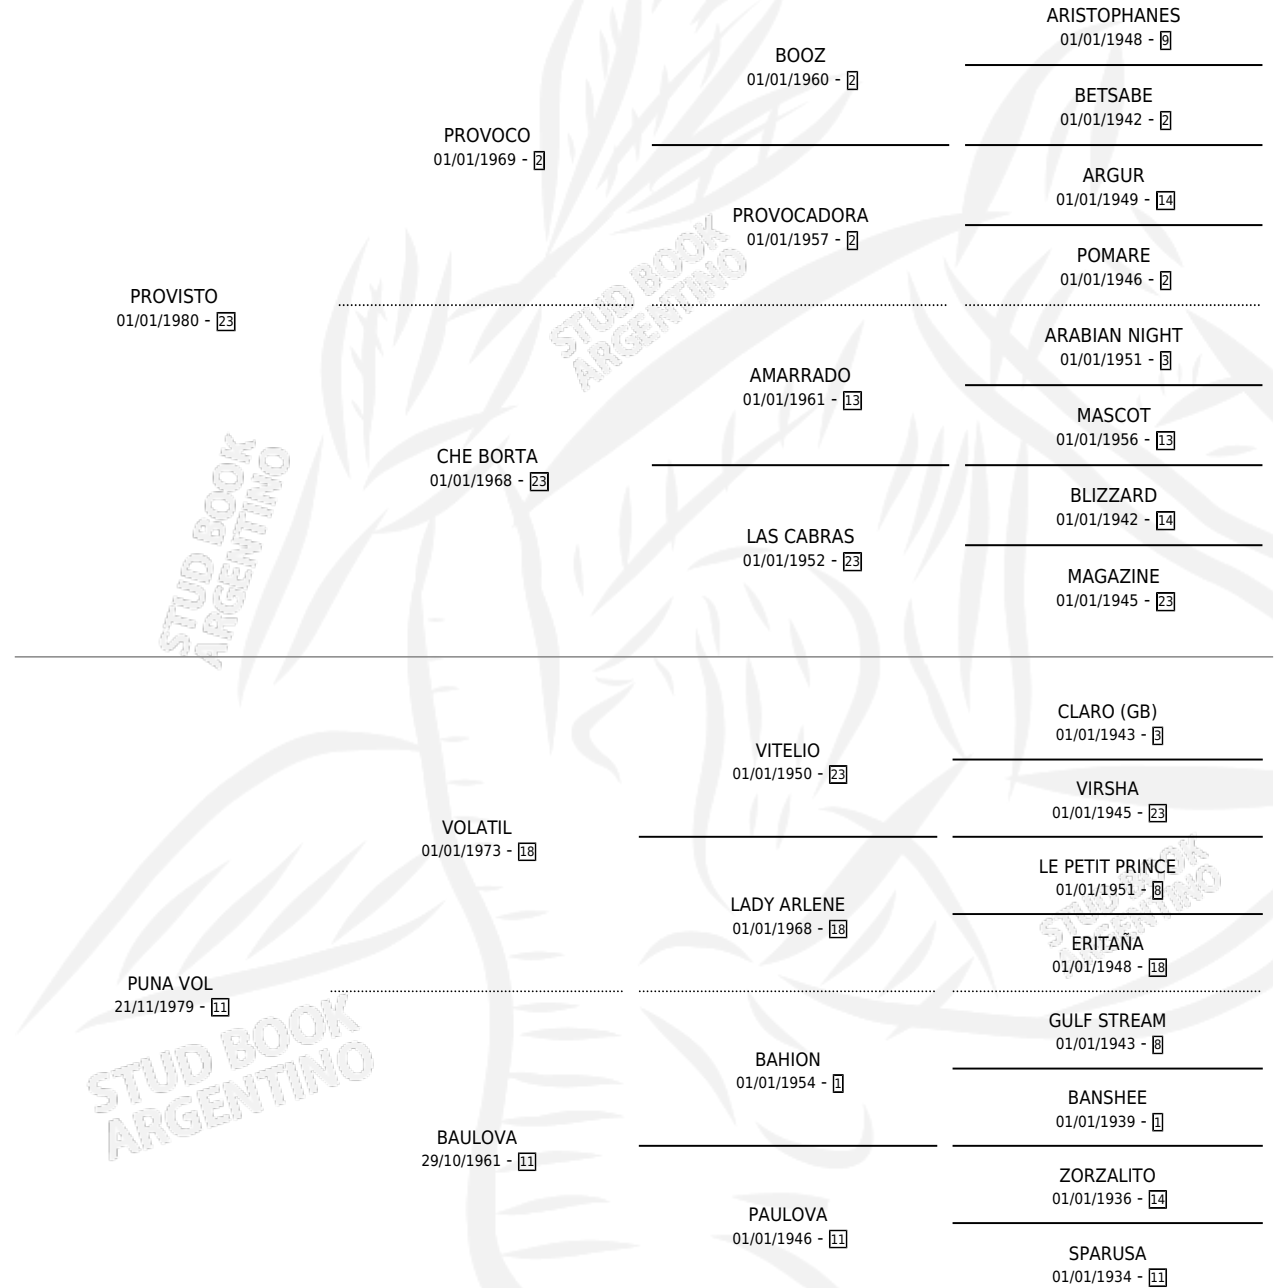 ARISTOPHANES
01/01/1948 - 9
BOOZ
01/01/1960 - 2
BETSABE
01/01/1942 - 2
PROVOCO
01/01/1969 - 2
ARGUR
01/01/1949 - 14
PROVOCADORA
01/01/1957 - 2
POMARE
01/01/1946 - 2
PROVISTO
01/01/1980 - 23
STUD BOOK
ARGENTINO
ARABIAN NIGHT
01/01/1951 - 3
AMARRADO
01/01/1961 - 13
MASCOT
01/01/1956 - 13
CHE BORTA
01/01/1968 - 23
BLIZZARD
01/01/1942 - 14
LAS CABRAS
01/01/1952 - 23
MAGAZINE
01/01/1945 - 23
STUD BOOK
ARGENTINO
CLARO (GB)
01/01/1943 - 3
VITELIO
01/01/1950 - 23
VIRSHA
01/01/1945 - 23
VOLATIL
01/01/1973 - 18
LE PETIT PRINCE
01/01/1951 - 8
LADY ARLENE
01/01/1968 - 18
STUD BOOK
ARGENTINO
ERITAÑA
01/01/1948 - 18
PUNA VOL
21/11/1979 - 11
GULF STREAM
01/01/1943 - 8
BAHION
01/01/1954 - 1
STUD BOOK
ARGENTINO
BANSHEE
01/01/1939 - 1
BAULOVA
29/10/1961 - 11
ZORZALITO
01/01/1936 - 14
PAULOVA
01/01/1946 - 11
SPARUSA
01/01/1934 - 11